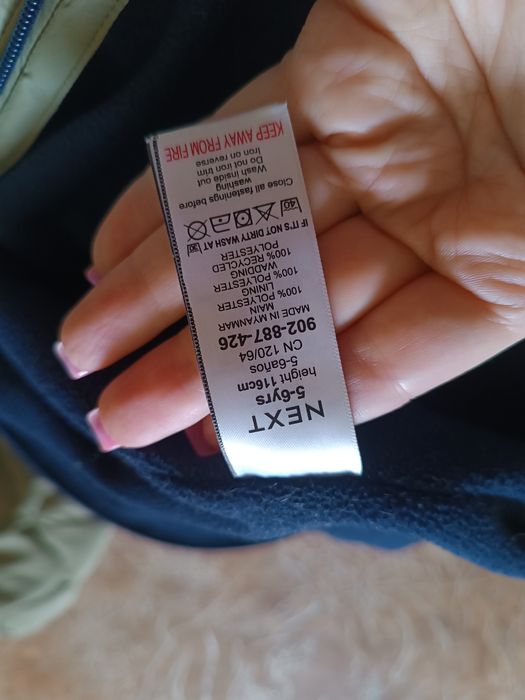 NEXT
5-6yrs
height 116cm
5-6años
CN 120/64
902-887-426
MADE IN MYANMAR
MAIN
100% POLYESTER
LINING
100% POLYESTER
WADDING
100% RECYCLED
POLYESTER
IF IT'S NOT DIRTY WASH AT 30
40
Close all fastenings before
washing
Wash inside out
Do not iron trim
Iron on reverse
KEEP AWAY FROM FIRE